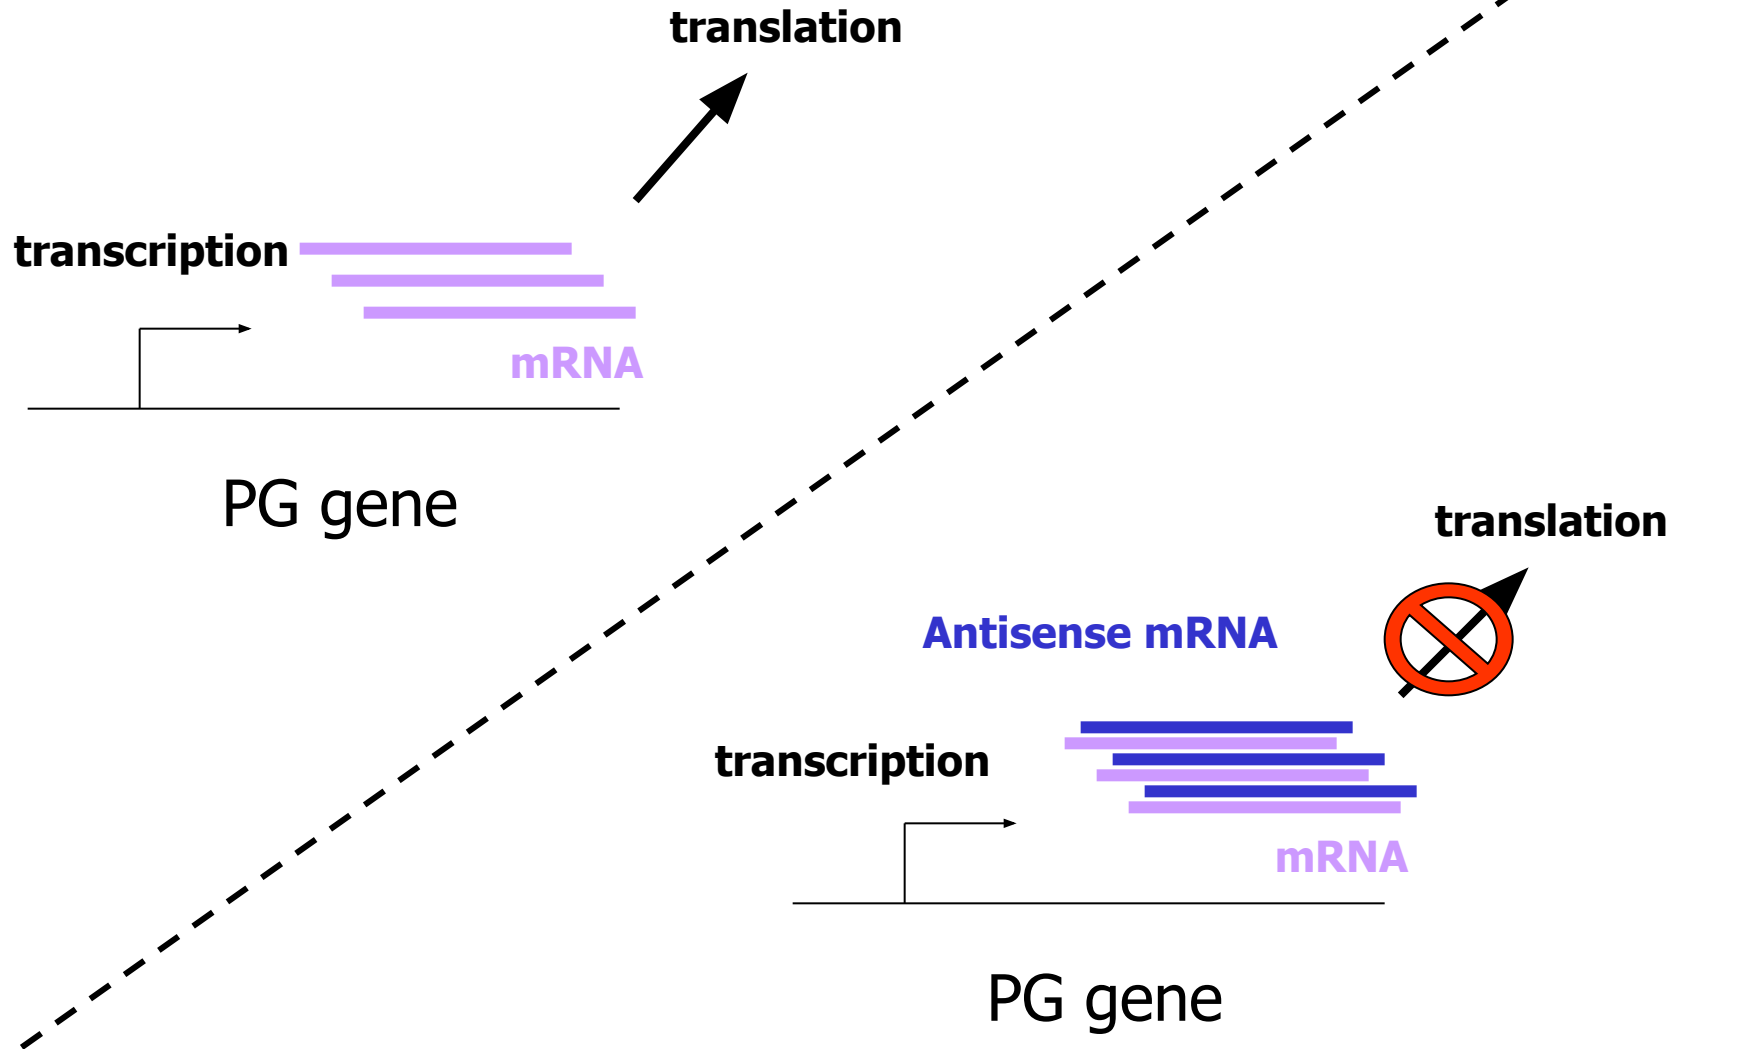 translation
transcription
mRNA
PG gene
translation
Antisense mRNA
transcription
mRNA
PG gene